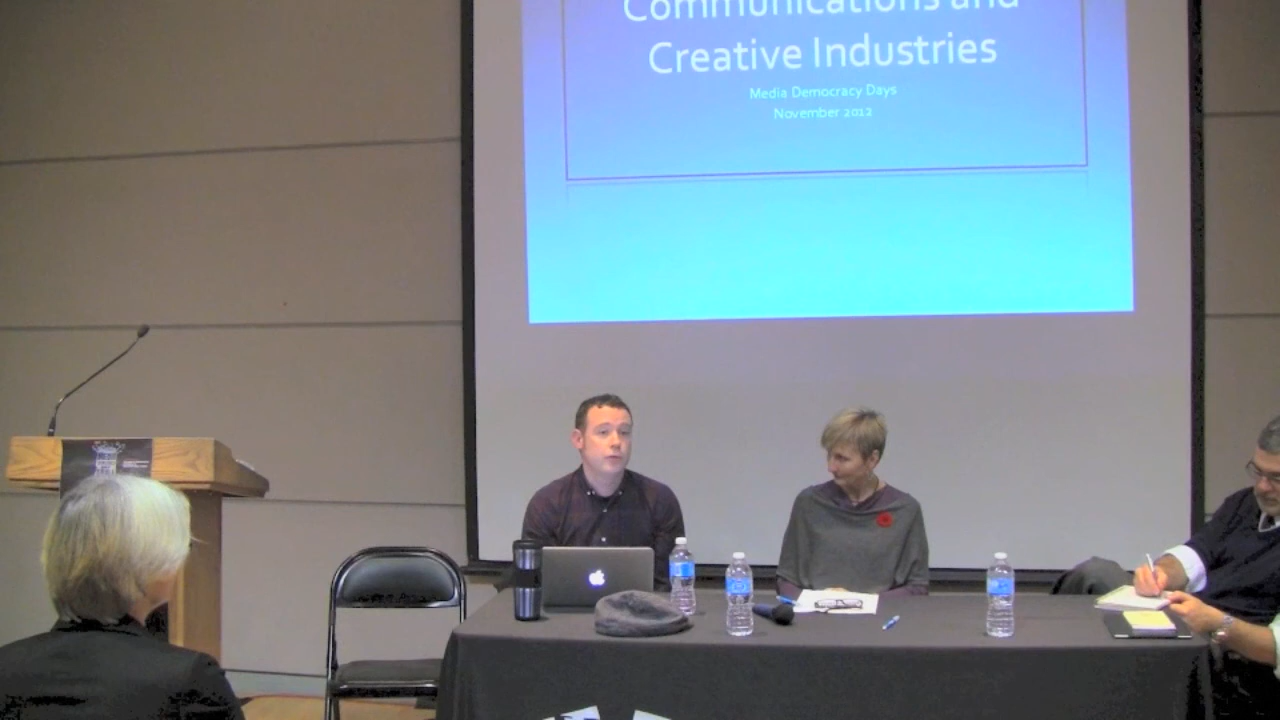 Communications and
Creative Industries
Media Democracy Days
November 2012